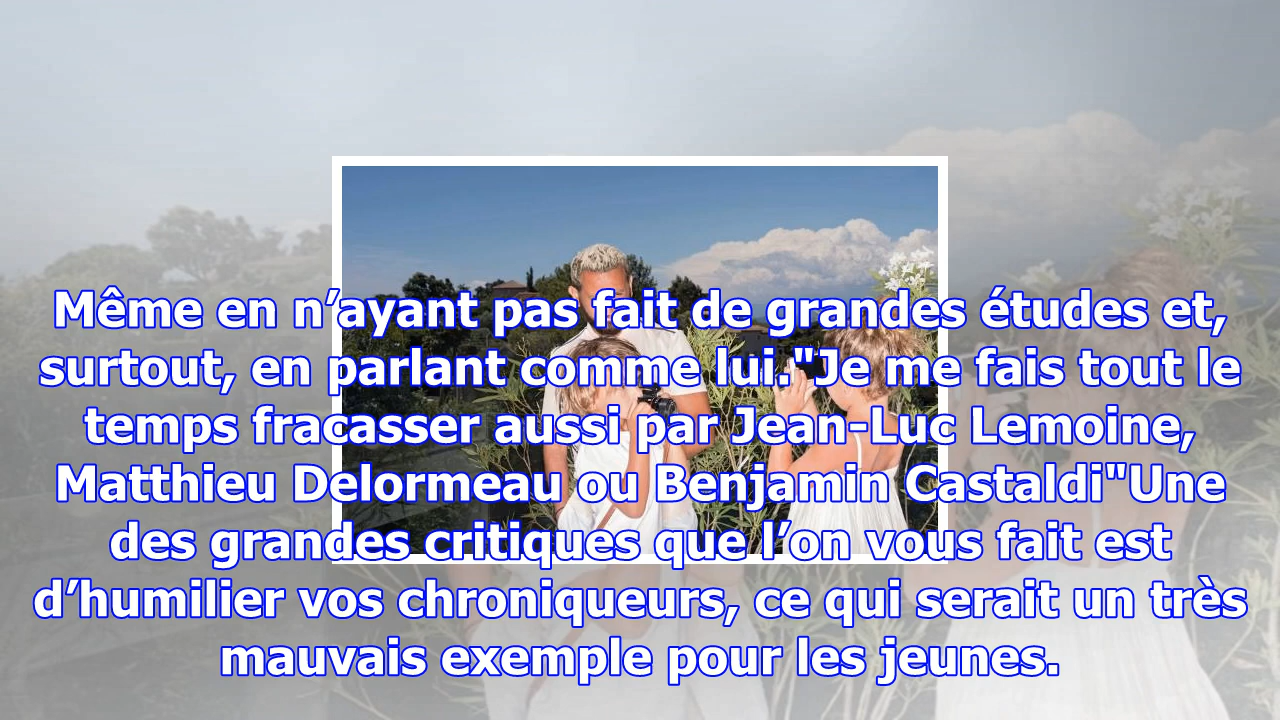 Même en n’ayant pas fait de grandes études et,
surtout, en parlant comme lui."Je me fais tout le
temps fracasser aussi par Jean-Luc Lemoine,
Matthieu Delormeau ou Benjamin Castaldi"Une
des grandes critiques que l’on vous fait est
d’humilier vos chroniqueurs, ce qui serait un très
mauvais exemple pour les jeunes.